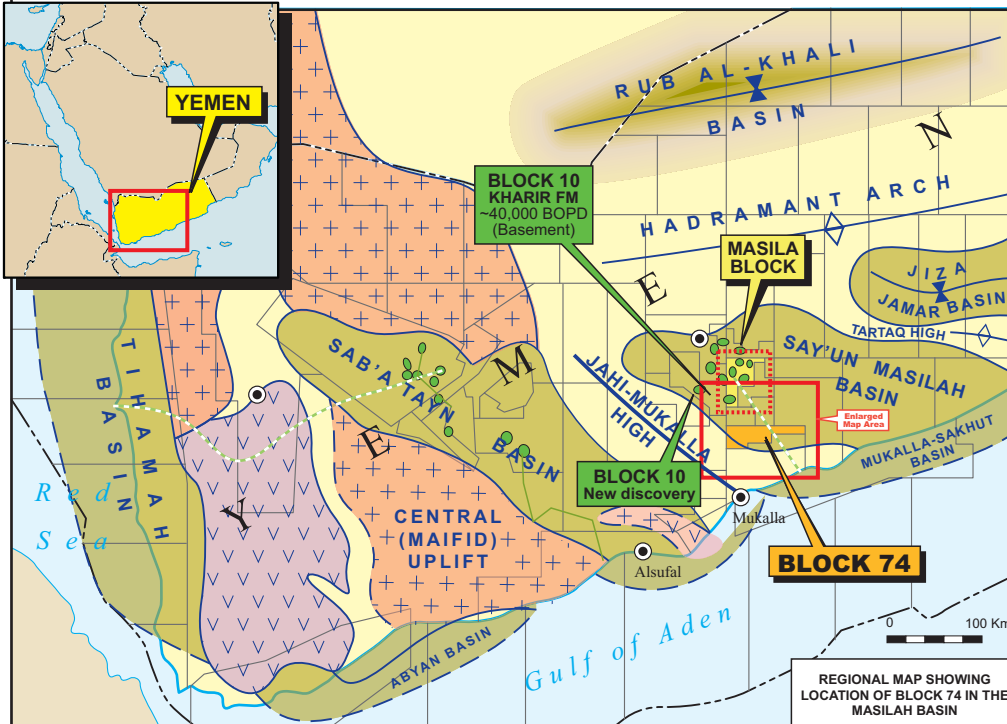 YEMEN
RUB AL-KHALI
BASIN
BLOCK 10
KHARIR FM
~40,000 BOPD
(Basement)
HADRAMANT ARCH
MASILA
BLOCK
JIZA
JAMAR BASIN
TARTAQ HIGH
SAY'UN MASILAH
BASIN
Enlarged
Map Area
MUKALLA-SAKHUT
BASIN
Y E M E N
TIHAMAH
BASIN
SAB'ATAYN
BASIN
JAHI-MUKALLA
HIGH
BLOCK 10
New discovery
Red
Sea
CENTRAL
(MAIFID)
UPLIFT
Mukalla
Alsufal
BLOCK 74
ABYAN BASIN
Gulf of Aden
0 100 Km
REGIONAL MAP SHOWING
LOCATION OF BLOCK 74 IN THE
MASILAH BASIN